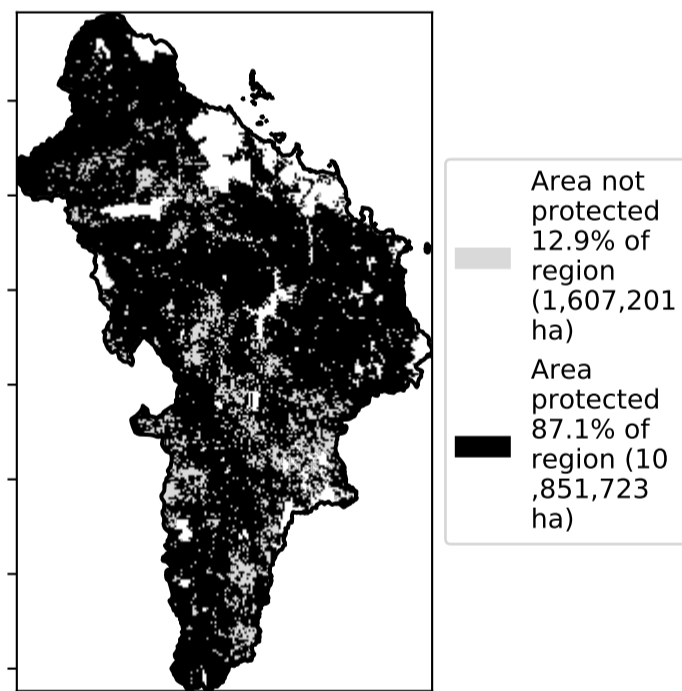 Area not
protected
12.9% of
region
(1,607,201
ha)
Area
protected
87.1% of
region (10
,851,723
ha)